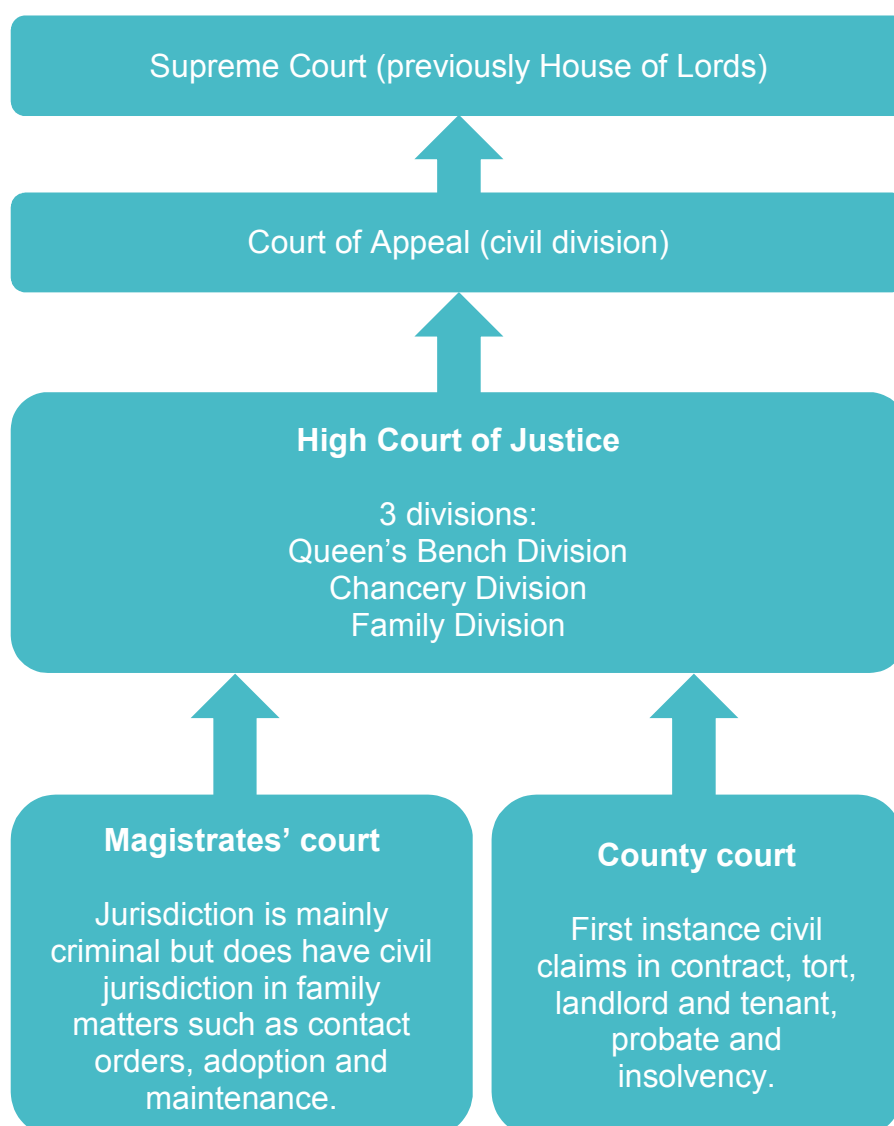 Supreme Court (previously House of Lords)
Court of Appeal (civil division)
High Court of Justice
3 divisions:
Queen’s Bench Division
Chancery Division
Family Division
Magistrates’ court
Jurisdiction is mainly
criminal but does have civil
jurisdiction in family
matters such as contact
orders, adoption and
maintenance.
County court
First instance civil
claims in contract, tort,
landlord and tenant,
probate and
insolvency.